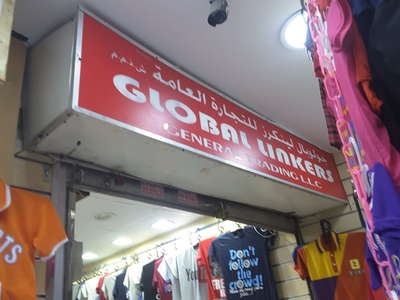 جلوبال لينكرز للتجارة العامة ش.ذ.م.م
GLOBAL LINKERS
GENERAL TRADING L.L.C
Don't
follow
the
crowd!